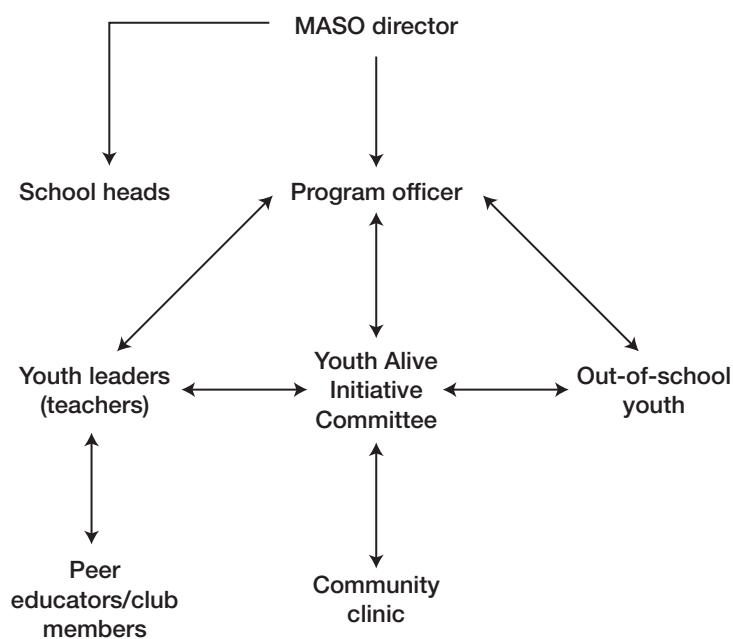 MASO director
School heads
Program officer
Youth leaders
(teachers)
Youth Alive
Initiative
Committee
Out-of-school
youth
Peer
educators/club
members
Community
clinic